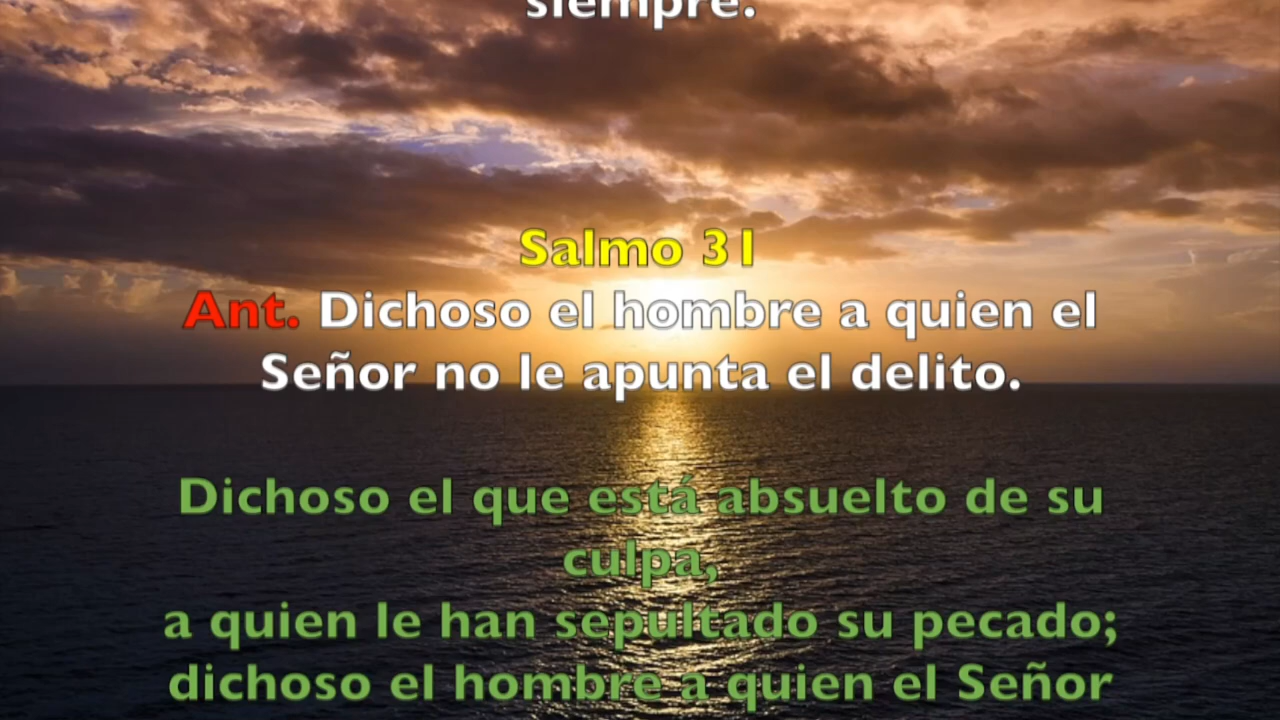 siempre.
Salmo 31
Ant. Dichoso el hombre a quien el
Señor no le apunta el delito.
Dichoso el que está absuelto de su
culpa,
a quien le han sepultado su pecado;
dichoso el hombre a quien el Señor